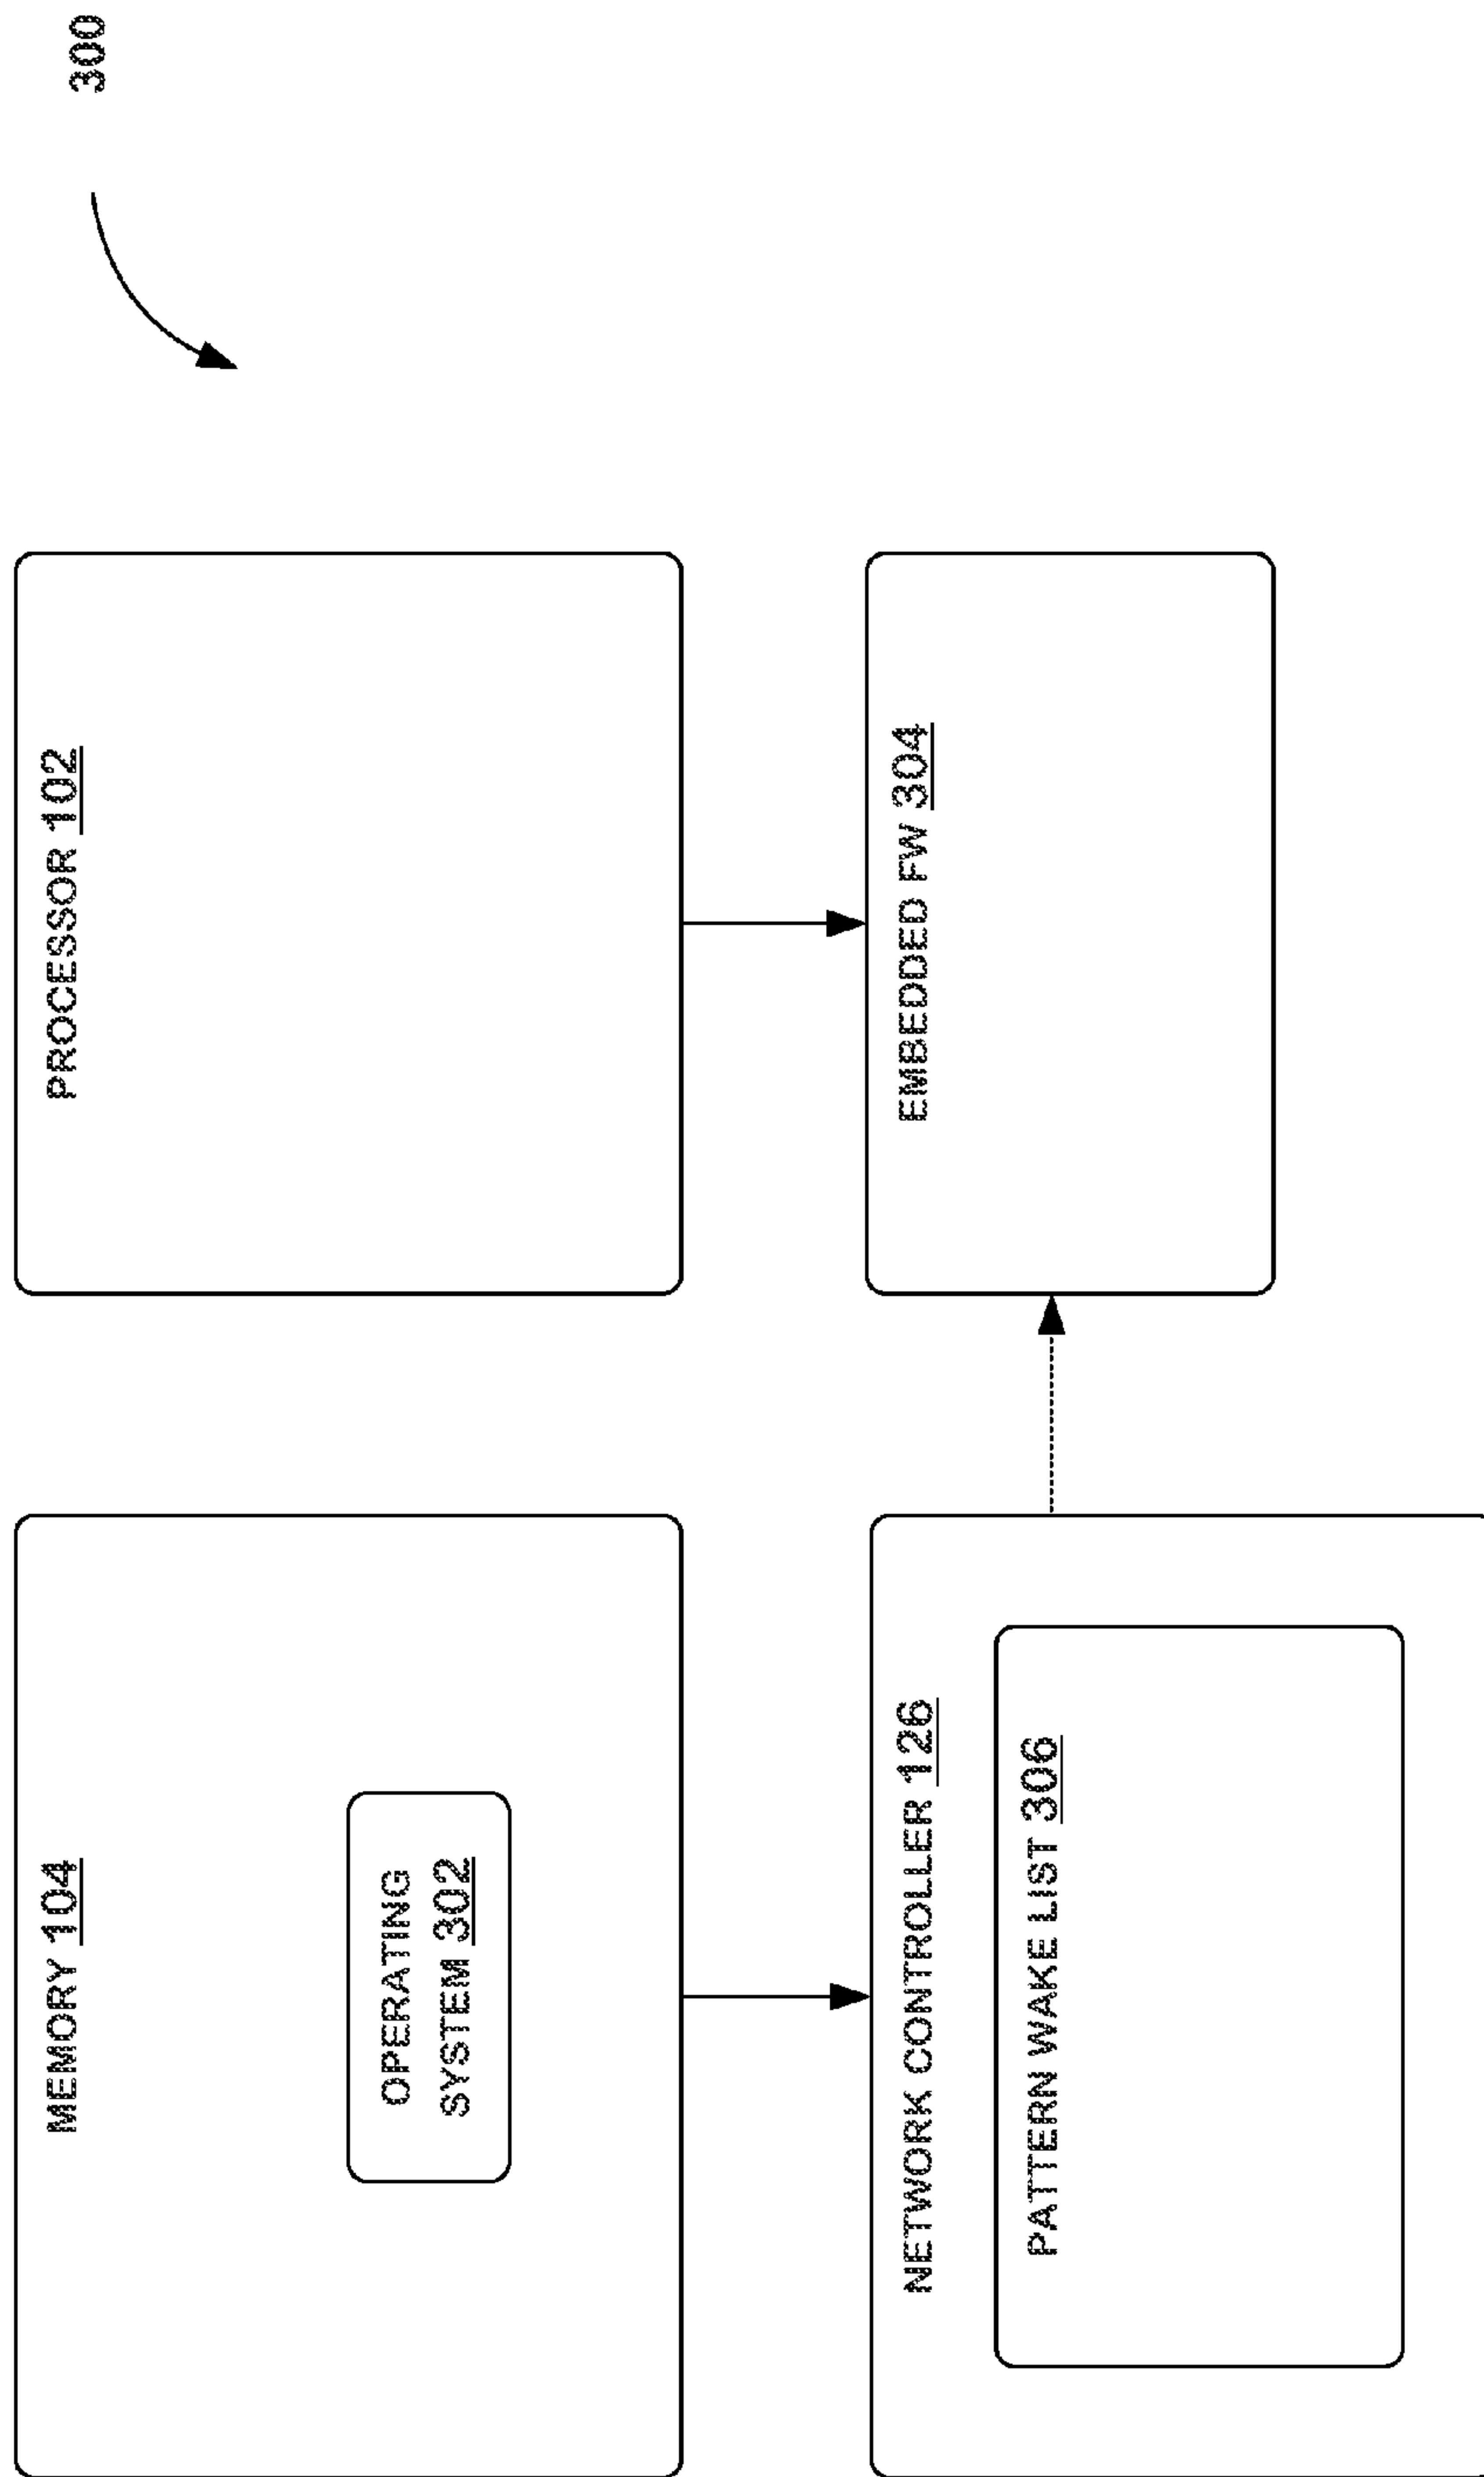 300
MEMORY 104
OPERATING
SYSTEM 302
PROCESSOR 102
NETWORK CONTROLLER 126
PATTERN WAKE LIST 306
EMBEDDED FW 304